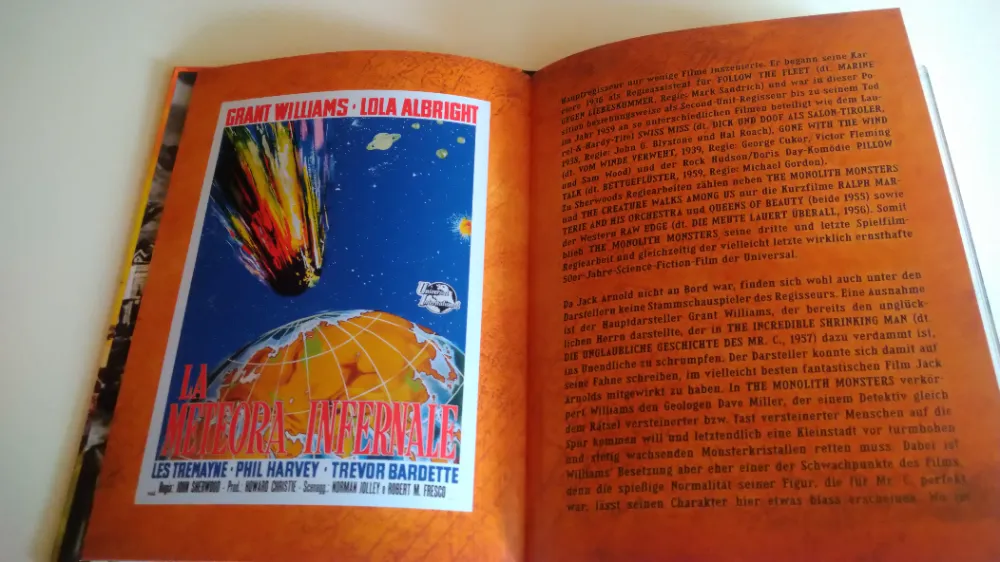 GRANT WILLIAMS · LOLA ALBRIGHT
LA
METEORA INFERNALE
LES TREMAYNE · PHIL HARVEY · TREVOR BARDETTE
Regia: JOHN SHERWOOD - Prod.: HOWARD CHRISTIE - Scenegg.: NORMAN JOLLEY e ROBERT M. FRESCO
Hauptregisseur nur wenige Filme inszenierte. Er begann seine Kar
riere 1936 als Regieassistent für FOLLOW THE FLEET (dt. MARINE
GEGEN LIEBESKUMMER, Regie: Mark Sandrich) und war in dieser Po
sition beziehungsweise als Second-Unit-Regisseur bis zu seinem Tod
im Jahr 1959 an so unterschiedlichen Filmen beteiligt wie dem Lau-
rel-&-Hardy-Titel SWISS MISS (dt. DICK UND DOOF ALS SALON-TIROLER,
1938, Regie: John G. Blystone und Hal Roach), GONE WITH THE WIND
(dt. VOM WINDE VERWEHT, 1939, Regie: George Cukor, Victor Fleming
und Sam Wood) und der Rock Hudson/Doris Day-Komödie PILLOW
TALK (dt. BETTGEFLÜSTER, 1959, Regie: Michael Gordon).
Zu Sherwoods Regiearbeiten zählen neben THE MONOLITH MONSTERS
und THE CREATURE WALKS AMONG US nur die Kurzfilme RALPH MAR-
TERIE AND HIS ORCHESTRA und QUEENS OF BEAUTY (beide 1955) sowie
der Western RAW EDGE (dt. DIE MEUTE LAUERT ÜBERALL, 1956). Somit
blieb THE MONOLITH MONSTERS seine dritte und letzte Spielfilm-
Regiearbeit und gleichzeitig der vielleicht letzte wirklich ernsthafte
50er-Jahre-Science-Fiction-Film der Universal.
Da Jack Arnold nicht an Bord war, finden sich wohl auch unter den
Darstellern keine Stammschauspieler des Regisseurs. Eine Ausnahme
ist der Hauptdarsteller Grant Williams, der bereits den unglück-
lichen Herrn darstellte, der in THE INCREDIBLE SHRINKING MAN (dt.
DIE UNGLAUBLICHE GESCHICHTE DES MR. C., 1957) dazu verdammt ist,
ins Unendliche zu schrumpfen. Der Darsteller konnte sich damit auf
seine Fahne schreiben, im vielleicht besten fantastischen Film Jack
Arnolds mitgewirkt zu haben. In THE MONOLITH MONSTERS verkör-
pert Williams den Geologen Dave Miller, der einem Detektiv gleich
dem Rätsel versteinerter bzw. fast versteinerter Menschen auf die
Spur kommen will und letztendlich eine Kleinstadt vor turmhohen
und stetig wachsenden Monsterkristallen retten muss. Dabei ist
Williams' Besetzung aber eher einer der Schwachpunkte des Films,
denn die spießige Normalität seiner Figur, die für Mr. C. perfekt
war, lässt seinen Charakter hier etwas blass erscheinen.